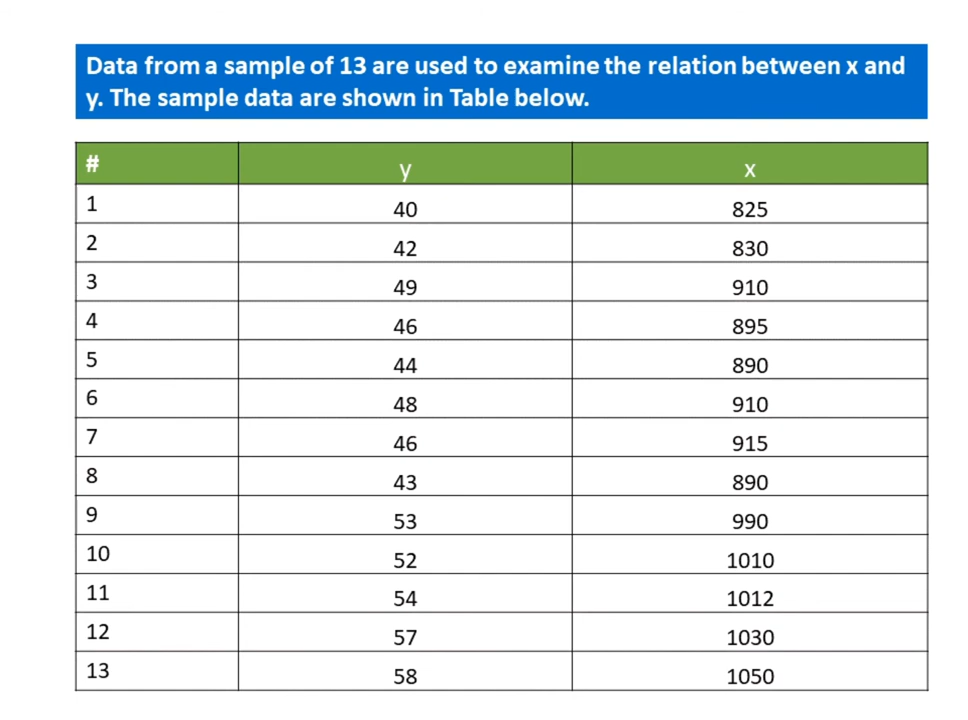 Data from a sample of 13 are used to examine the relation between x and
y. The sample data are shown in Table below.
# y x
1 40 825
2 42 830
3 49 910
4 46 895
5 44 890
6 48 910
7 46 915
8 43 890
9 53 990
10 52 1010
11 54 1012
12 57 1030
13 58 1050